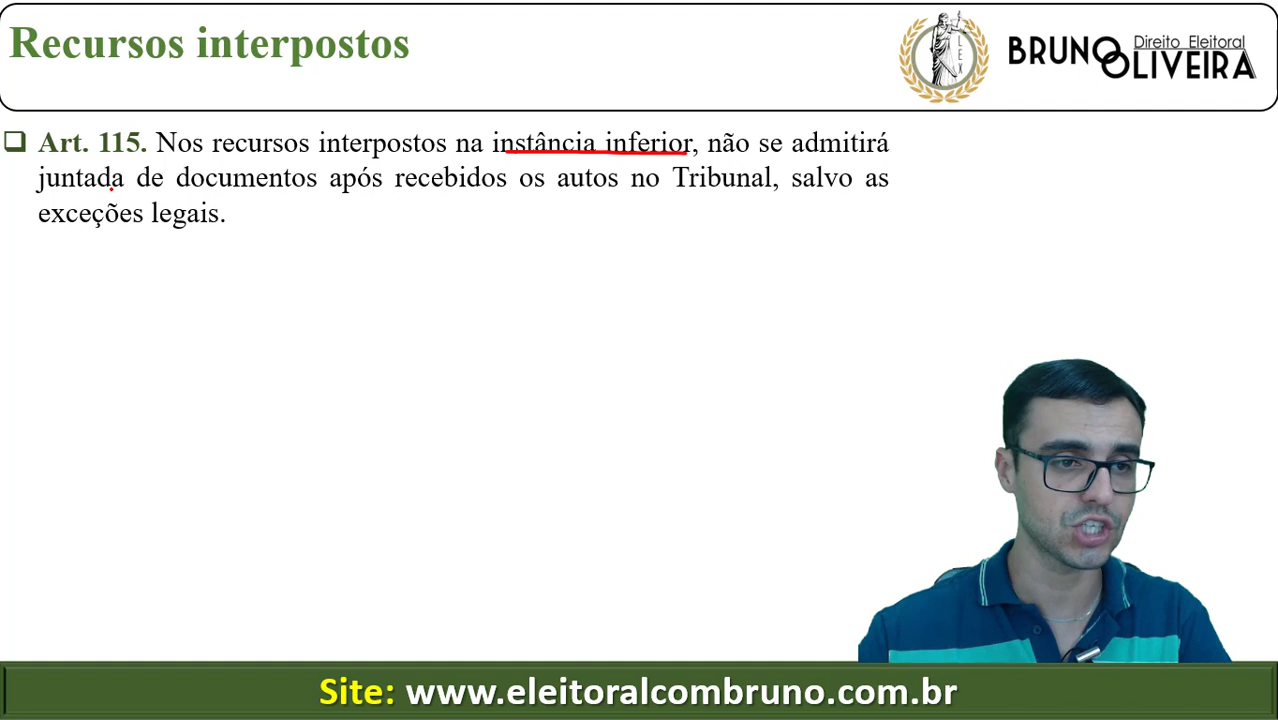 Recursos interpostos
LEX
BRUNO Direito Eleitoral
OLIVEIRA
Art. 115. Nos recursos interpostos na instância inferior, não se admitirá
juntada de documentos após recebidos os autos no Tribunal, salvo as
exceções legais.
Site: www.eleitoralcombruno.com.br